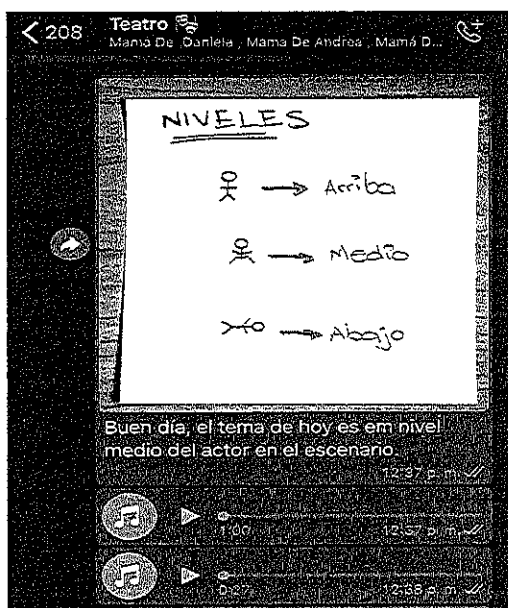 208
Teatro
Mamá De Daniela, Mama De Andrea, Mamá D...
NIVELES
Arriba
Medio
Abajo
Buen día, el tema de hoy es em nivel
medio del actor en el escenario.
12:37 p. m.
1:00
12:37 p. m.
0:27
12:38 p. m.